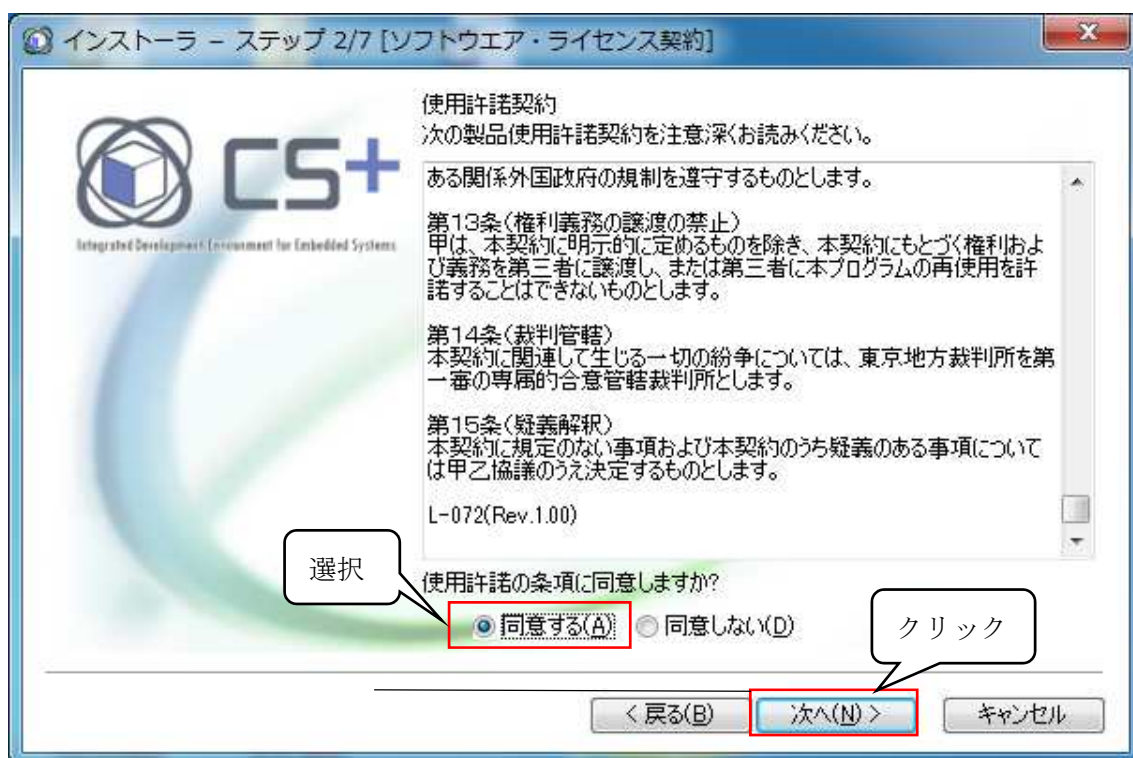 インストーラ － ステップ 2/7 [ソフトウエア・ライセンス契約]
CS+
Integrated Development Environment for Embedded Systems
使用許諾契約
次の製品使用許諾契約を注意深くお読みください。
ある関係外国政府の規制を遵守するものとします。
第13条(権利義務の譲渡の禁止)
甲は、本契約に明示的に定めるものを除き、本契約にもとづく権利およ
び義務を第三者に譲渡し、または第三者に本プログラムの再使用を許
諾することはできないものとします。
第14条(裁判管轄)
本契約に関連して生じる一切の紛争については、東京地方裁判所を第
一審の専属的合意管轄裁判所とします。
第15条(疑義解釈)
本契約に規定のない事項および本契約のうち疑義のある事項について
は甲乙協議のうえ決定するものとします。
L-072(Rev.1.00)
選択
使用許諾の条項に同意しますか?
同意する(A) 同意しない(D)
クリック
< 戻る(B) 次へ(N) > キャンセル